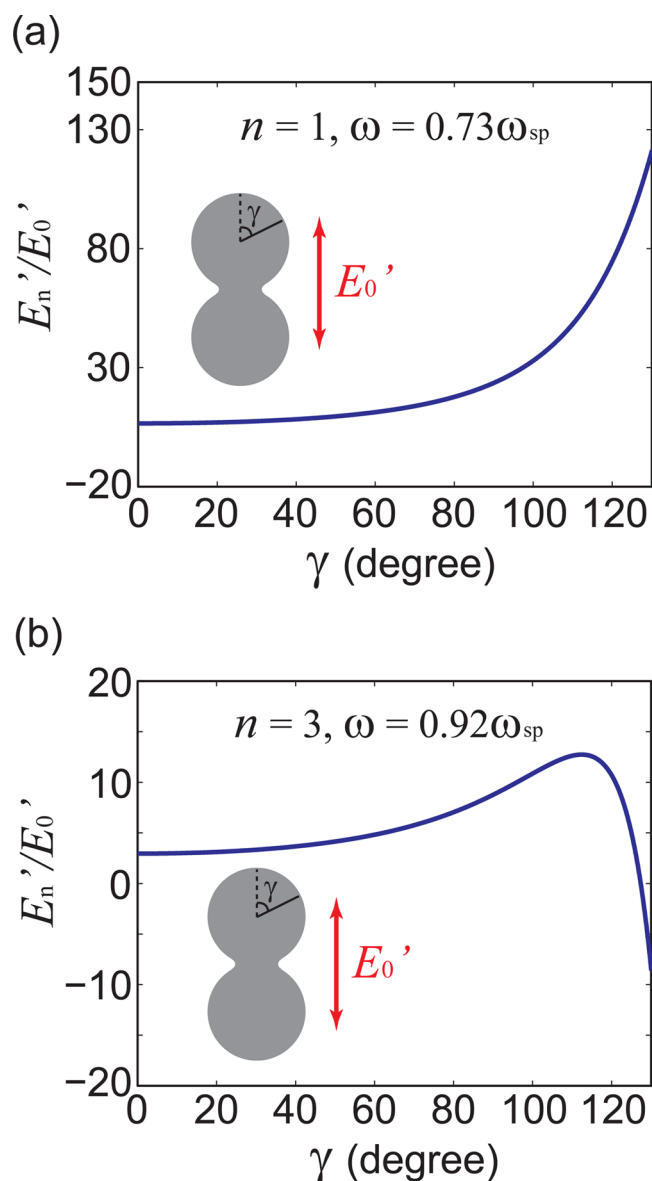 (a)
150
130
80
30
−20
Eₙ’/E₀’
n = 1, ω = 0.73ωsp
γ
E₀’
0 20 40 60 80 100 120
γ (degree)
(b)
20
10
0
−10
−20
Eₙ’/E₀’
n = 3, ω = 0.92ωsp
γ
E₀’
0 20 40 60 80 100 120
γ (degree)